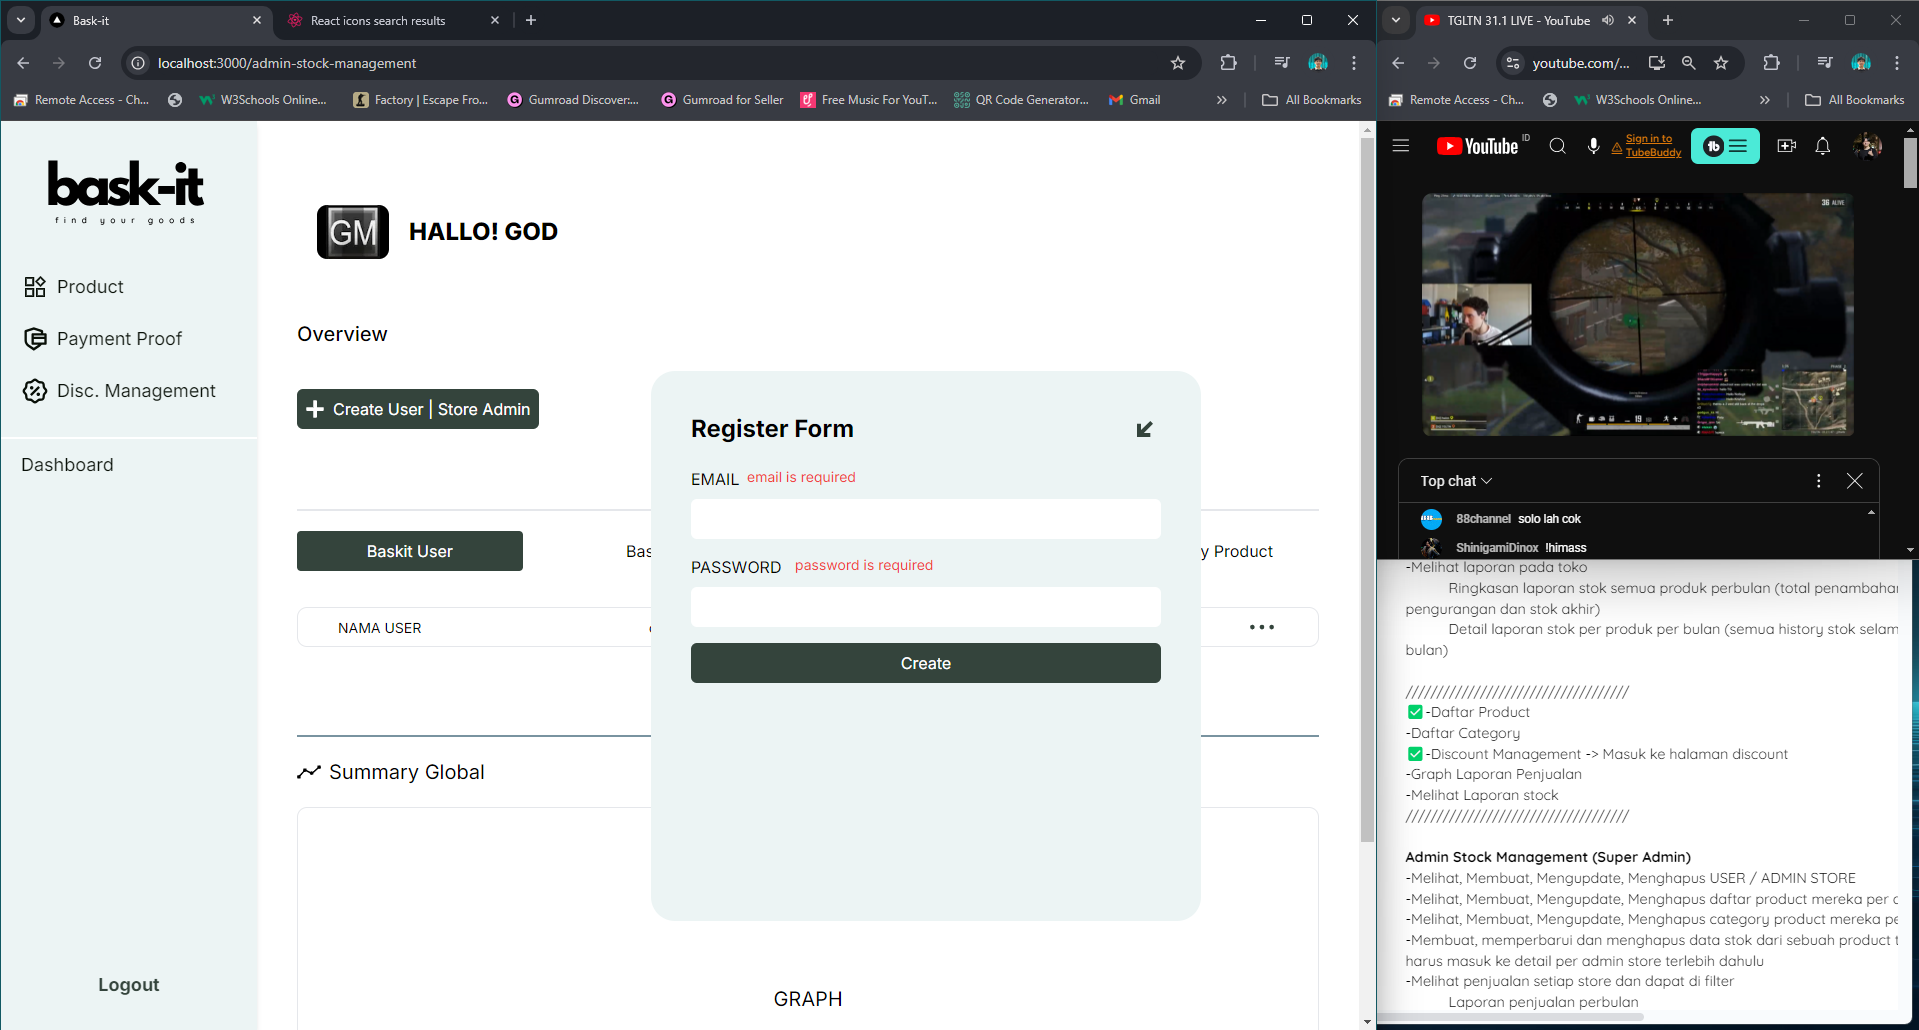 Bask-it
React icons search results
localhost:3000/admin-stock-management
Remote Access - Ch...
W3Schools Online...
Factory | Escape Fro...
Gumroad Discover:...
Gumroad for Seller
Free Music For YouT...
QR Code Generator...
Gmail
»
All Bookmarks
bask-it
find your goods
Product
Payment Proof
Disc. Management
Dashboard
Logout
GM
HALLO! GOD
Overview
Create User | Store Admin
Baskit User
Bas
y Product
NAMA USER
Register Form
EMAIL email is required
PASSWORD password is required
Create
Summary Global
GRAPH
TGLTN 31.1 LIVE - YouTube
youtube.com/...
Remote Access - Ch...
W3Schools Online...
»
All Bookmarks
YouTube ID
Sign in to
TubeBuddy
tb
36 ALIVE
Top chat
88channel solo lah cok
ShinigamiDinox !himass
-Melihat laporan pada toko
Ringkasan laporan stok semua produk perbulan (total penambahan
pengurangan dan stok akhir)
Detail laporan stok per produk per bulan (semua history stok selam
bulan)
////////////////////////////////////
✅-Daftar Product
-Daftar Category
✅-Discount Management -> Masuk ke halaman discount
-Graph Laporan Penjualan
-Melihat Laporan stock
////////////////////////////////////
Admin Stock Management (Super Admin)
-Melihat, Membuat, Mengupdate, Menghapus USER / ADMIN STORE
-Melihat, Membuat, Mengupdate, Menghapus daftar product mereka per
-Melihat, Membuat, Mengupdate, Menghapus category product mereka pe
-Membuat, memperbarui dan menghapus data stok dari sebuah product t
harus masuk ke detail per admin store terlebih dahulu
-Melihat penjualan setiap store dan dapat di filter
Laporan penjualan perbulan